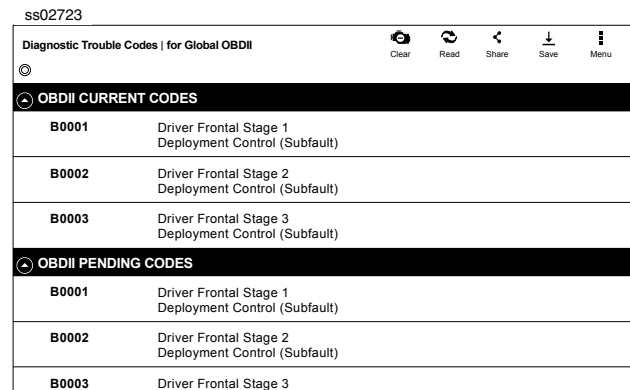 ss02723
Diagnostic Trouble Codes | for Global OBDII
Clear Read Share Save Menu
OBDII CURRENT CODES
B0001 Driver Frontal Stage 1
Deployment Control (Subfault)
B0002 Driver Frontal Stage 2
Deployment Control (Subfault)
B0003 Driver Frontal Stage 3
Deployment Control (Subfault)
OBDII PENDING CODES
B0001 Driver Frontal Stage 1
Deployment Control (Subfault)
B0002 Driver Frontal Stage 2
Deployment Control (Subfault)
B0003 Driver Frontal Stage 3